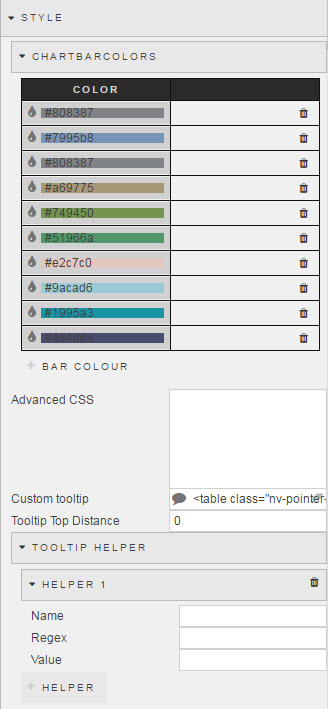 STYLE
CHARTBARCOLORS
COLOR
#808387
#7995b8
#808387
#a69775
#749450
#51966a
#e2c7c0
#9acad6
#1995a3
#484d6e
+ BAR COLOUR
Advanced CSS
Custom tooltip <table class="nv-pointer-
Tooltip Top Distance 0
TOOLTIP HELPER
HELPER 1
Name
Regex
Value
+ HELPER